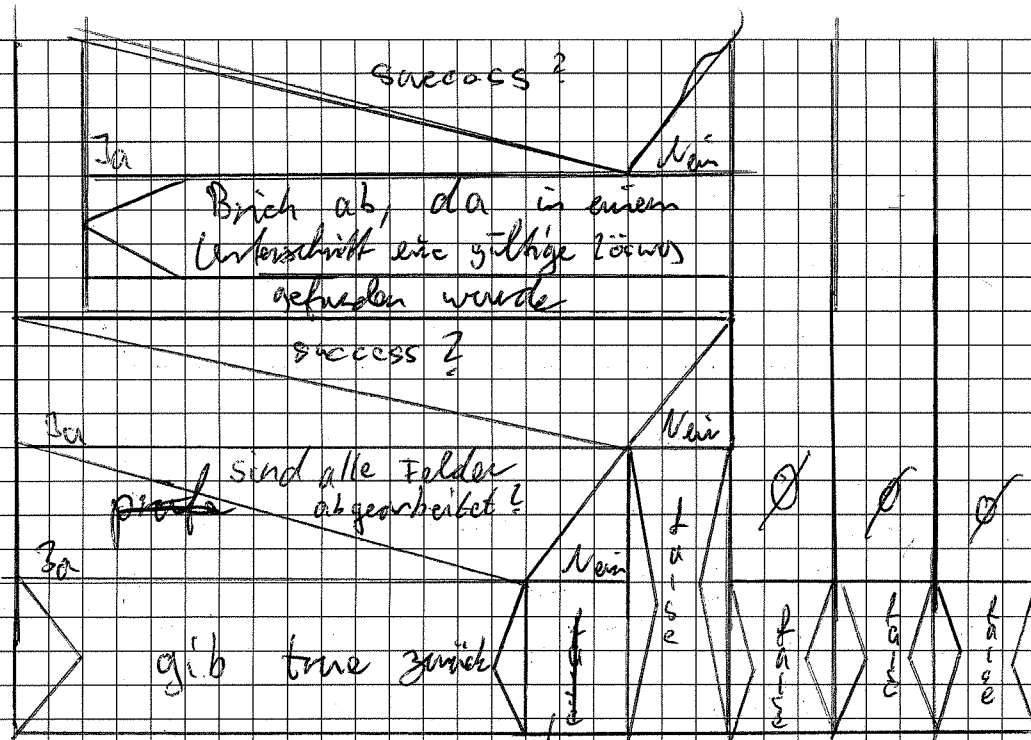 success ?
Ja
Nein
Brich ab, da in einem
Unterschritt eine gültige Lösung
gefunden wurde
success ?
Ja
Nein
sind alle Felder
abgearbeitet ?
Ja
Nein
false
Ø
Ø
Ø
gib true zurück
false
false
false